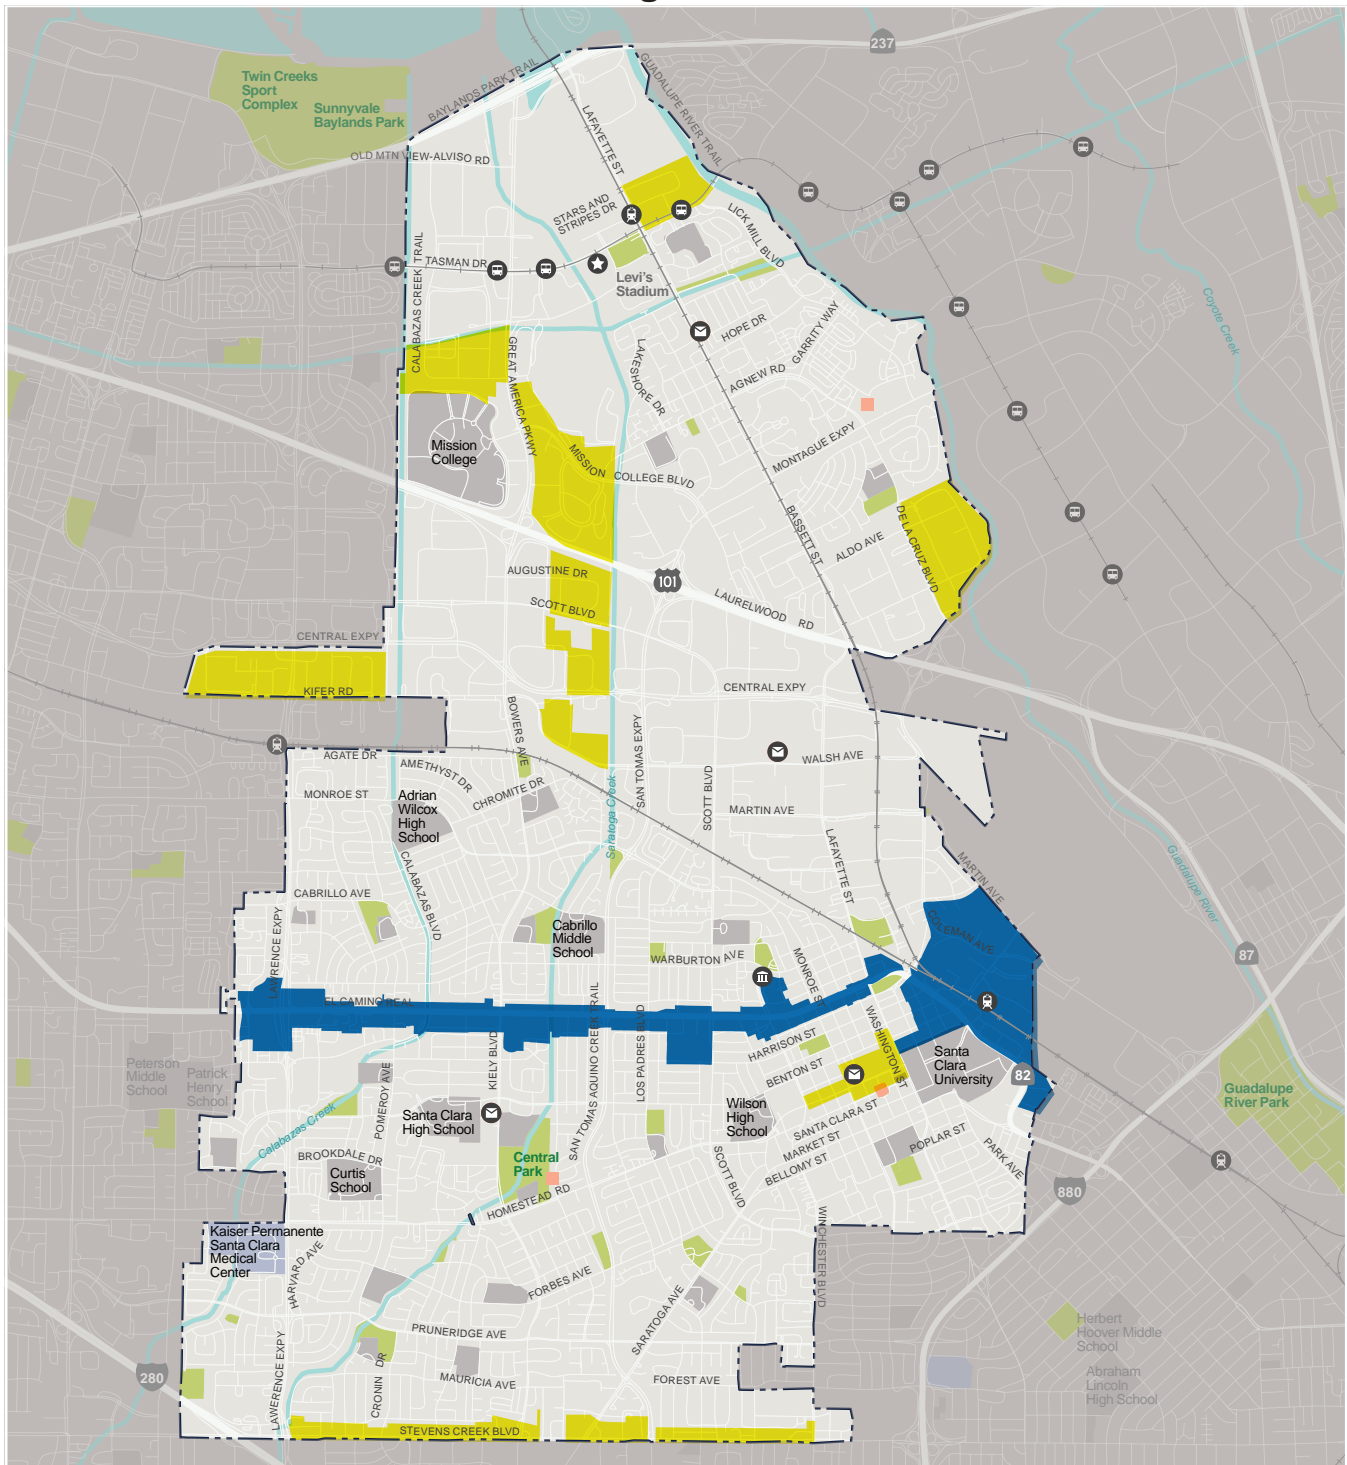 237
Twin Creeks
Sport
Complex
Sunnyvale
Baylands Park
BAYLANDS PARK TRAIL
GUADALUPE RIVER TRAIL
LAFAYETTE ST
OLD MTN VIEW-ALVISO RD
STARS AND
STRIPES DR
LICK MILL BLVD
CALABAZAS CREEK TRAIL
TASMAN DR
Levi's
Stadium
Coyote Creek
HOPE DR
GARRITY WAY
GREAT AMERICA PKWY
LAKESHORE DR
AGNEW RD
Mission
College
MISSION COLLEGE BLVD
MONTAGUE EXPY
BASSETT ST
DE LA CRUZ BLVD
ALDO AVE
AUGUSTINE DR
101
SCOTT BLVD
LAURELWOOD RD
CENTRAL EXPY
KIFER RD
CENTRAL EXPY
BOWERS AVE
SAN TOMAS EXPY
AGATE DR
WALSH AVE
AMETHYST DR
CHROMITE DR
MONROE ST
Adrian
Wilcox
High
School
Saratoga Creek
SCOTT BLVD
MARTIN AVE
LAFAYETTE ST
CALABAZAS BLVD
MARTIN AVE
Guadalupe River
CABRILLO AVE
LAWRENCE EXPY
Cabrillo
Middle
School
COLEMAN AVE
WARBURTON AVE
MONROE ST
87
EL CAMINO REAL
SAN TOMAS AQUINO CREEK TRAIL
LOS PADRES BLVD
KIELY BLVD
HARRISON ST
WASHINGTON ST
BENTON ST
Santa
Clara
University
82
Peterson
Middle
School
Patrick
Henry
School
POMEROY AVE
Guadalupe
River Park
Santa Clara
High School
Wilson
High
School
SANTA CLARA ST
MARKET ST
BELLOMY ST
POPLAR ST
PARK AVE
Calabazas Creek
BROOKDALE DR
Central
Park
Curtis
School
SCOTT BLVD
880
HOMESTEAD RD
WINCHESTER BLVD
Kaiser Permanente
Santa Clara
Medical
Center
HARVARD AVE
FORBES AVE
SARATOGA AVE
Herbert
Hoover Middle
School
PRUNERIDGE AVE
LAWERENCE EXPY
280
CRONIN DR
MAURICIA AVE
FOREST AVE
Abraham
Lincoln
High School
STEVENS CREEK BLVD